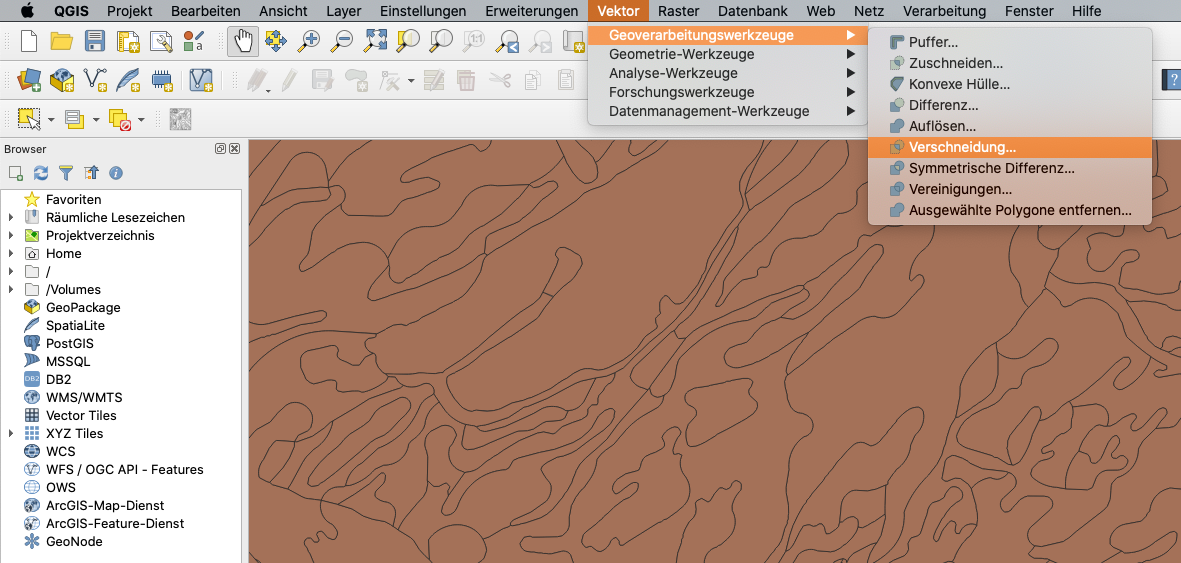 QGIS Projekt Bearbeiten Ansicht Layer Einstellungen Erweiterungen Vektor Raster Datenbank Web Netz Verarbeitung Fenster Hilfe
Geoverarbeitungswerkzeuge
Geometrie-Werkzeuge
Analyse-Werkzeuge
Forschungswerkzeuge
Datenmanagement-Werkzeuge
Puffer...
Zuschneiden...
Konvexe Hülle...
Differenz...
Auflösen...
Verschneidung...
Symmetrische Differenz...
Vereinigungen...
Ausgewählte Polygone entfernen...
1:1
?
Browser
Favoriten
Räumliche Lesezeichen
Projektverzeichnis
Home
/
/Volumes
GeoPackage
SpatiaLite
PostGIS
MSSQL
DB2 DB2
WMS/WMTS
Vector Tiles
XYZ Tiles
WCS
WFS / OGC API - Features
OWS
ArcGIS-Map-Dienst
ArcGIS-Feature-Dienst
GeoNode